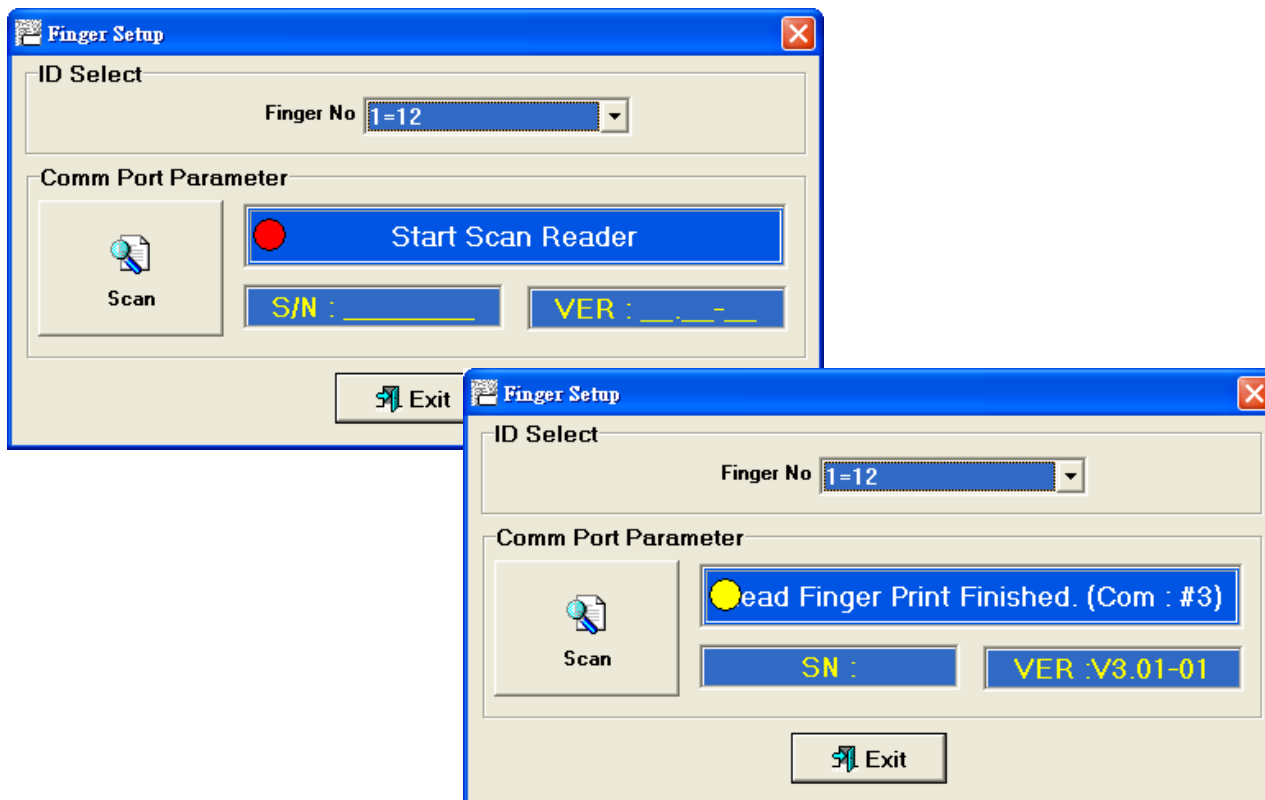 Finger Setup
ID Select
Finger No 1=12
Comm Port Parameter
Scan
Start Scan Reader
S/N : _________
VER : __.__-__
Exit
Finger Setup
ID Select
Finger No 1=12
Comm Port Parameter
Scan
ead Finger Print Finished. (Com : #3)
SN :
VER :V3.01-01
Exit